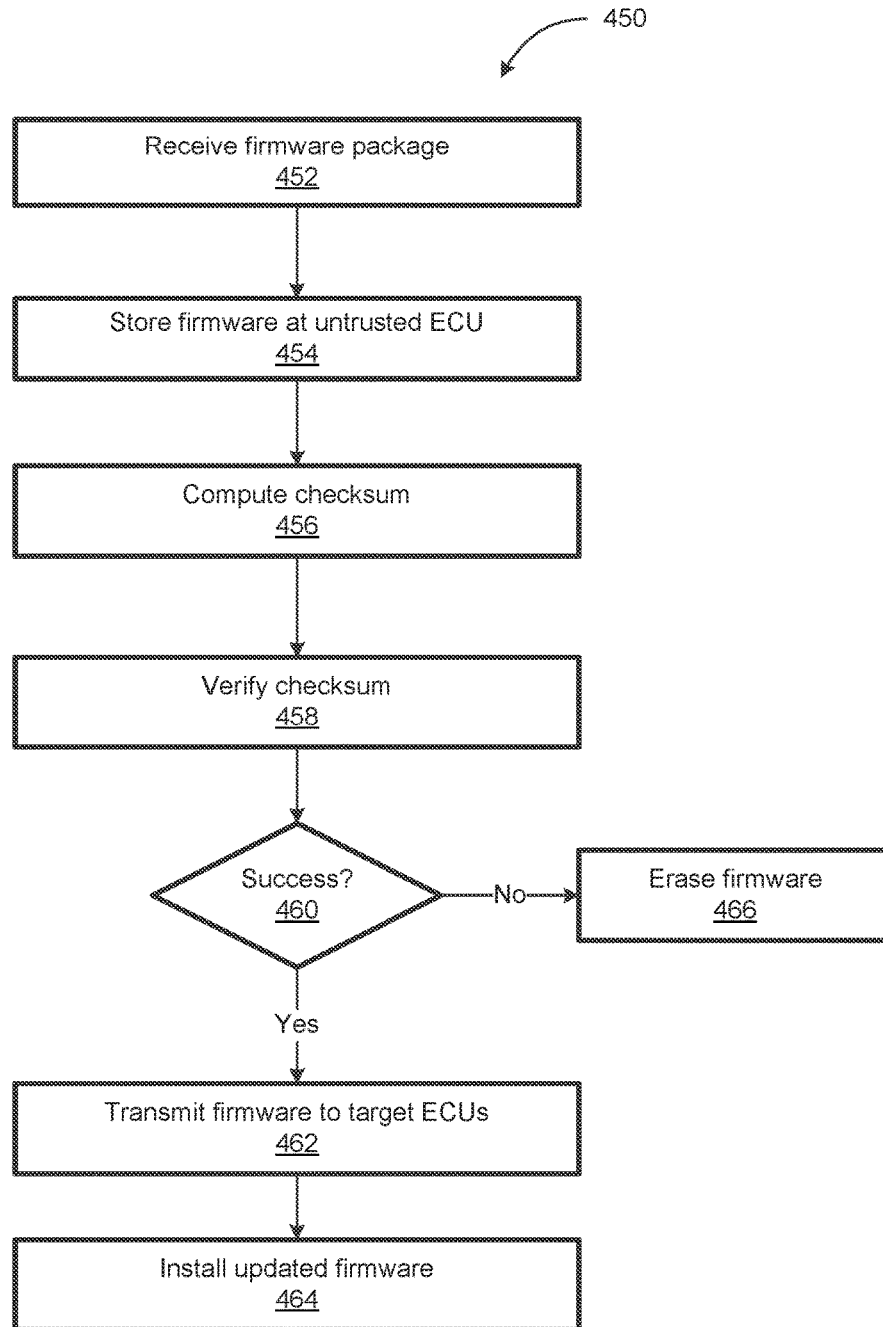 450
Receive firmware package
452
Store firmware at untrusted ECU
454
Compute checksum
456
Verify checksum
458
Success?
460
No
Erase firmware
466
Yes
Transmit firmware to target ECUs
462
Install updated firmware
464